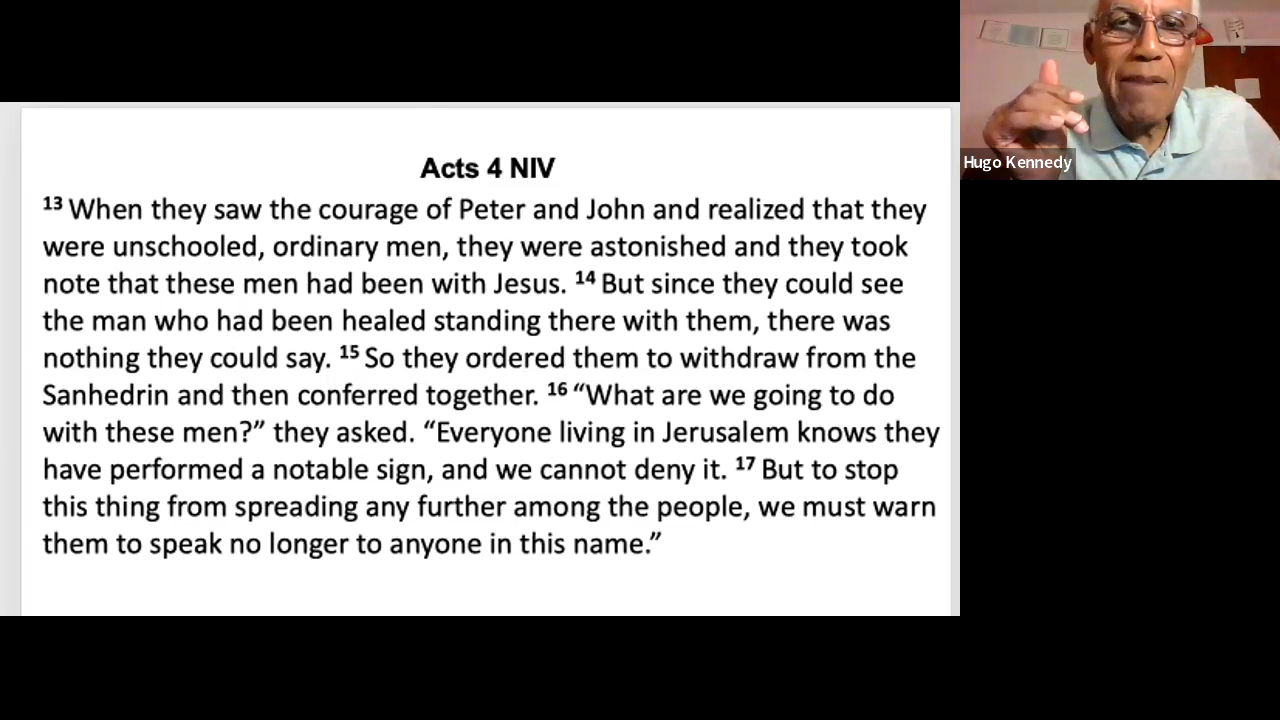 Acts 4 NIV
13 When they saw the courage of Peter and John and realized that they
were unschooled, ordinary men, they were astonished and they took
note that these men had been with Jesus. 14 But since they could see
the man who had been healed standing there with them, there was
nothing they could say. 15 So they ordered them to withdraw from the
Sanhedrin and then conferred together. 16 “What are we going to do
with these men?” they asked. “Everyone living in Jerusalem knows they
have performed a notable sign, and we cannot deny it. 17 But to stop
this thing from spreading any further among the people, we must warn
them to speak no longer to anyone in this name.”
Hugo Kennedy